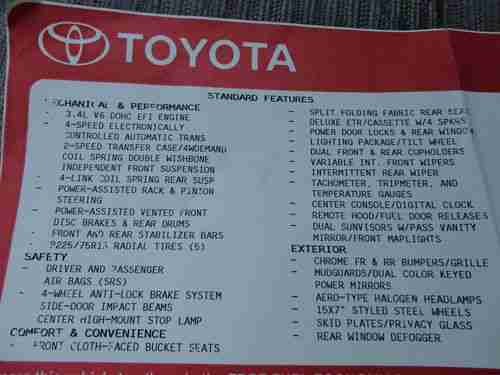 TOYOTA
STANDARD FEATURES
MECHANICAL & PERFORMANCE
- 3.4L V6 DOHC EFI ENGINE
- 4-SPEED ELECTRONICALLY
CONTROLLED AUTOMATIC TRANS
- 2-SPEED TRANSFER CASE/4WDEMAND
- COIL SPRING DOUBLE WISHBONE
INDEPENDENT FRONT SUSPENSION
- 4-LINK COIL SPRING REAR SUSP
- POWER-ASSISTED RACK & PINION
STEERING
- POWER-ASSISTED VENTED FRONT
DISC BRAKES & REAR DRUMS
- FRONT AND REAR STABILIZER BARS
- P225/75R15 RADIAL TIRES (5)
SAFETY
- DRIVER AND PASSENGER
AIR BAGS (SRS)
- 4-WHEEL ANTI-LOCK BRAKE SYSTEM
- SIDE-DOOR IMPACT BEAMS
- CENTER HIGH-MOUNT STOP LAMP
COMFORT & CONVENIENCE
- FRONT CLOTH-FACED BUCKET SEATS
- SPLIT FOLDING FABRIC REAR SEAT
- DELUXE ETR/CASSETTE W/4 SPKRS
- POWER DOOR LOCKS & REAR WINDOW
- LIGHTING PACKAGE/TILT WHEEL
- DUAL FRONT & REAR CUPHOLDERS
- VARIABLE INT. FRONT WIPERS
- INTERMITTENT REAR WIPER
- TACHOMETER, TRIPMETER, AND
TEMPERATURE GAUGES
- CENTER CONSOLE/DIGITAL CLOCK
- REMOTE HOOD/FUEL DOOR RELEASES
- DUAL SUNVISORS W/PASS VANITY
MIRROR/FRONT MAPLIGHTS
EXTERIOR
- CHROME FR & RR BUMPERS/GRILLE
- MUDGUARDS/DUAL COLOR KEYED
POWER MIRRORS
- AERO-TYPE HALOGEN HEADLAMPS
- 15X7" STYLED STEEL WHEELS
- SKID PLATES/PRIVACY GLASS
- REAR WINDOW DEFOGGER